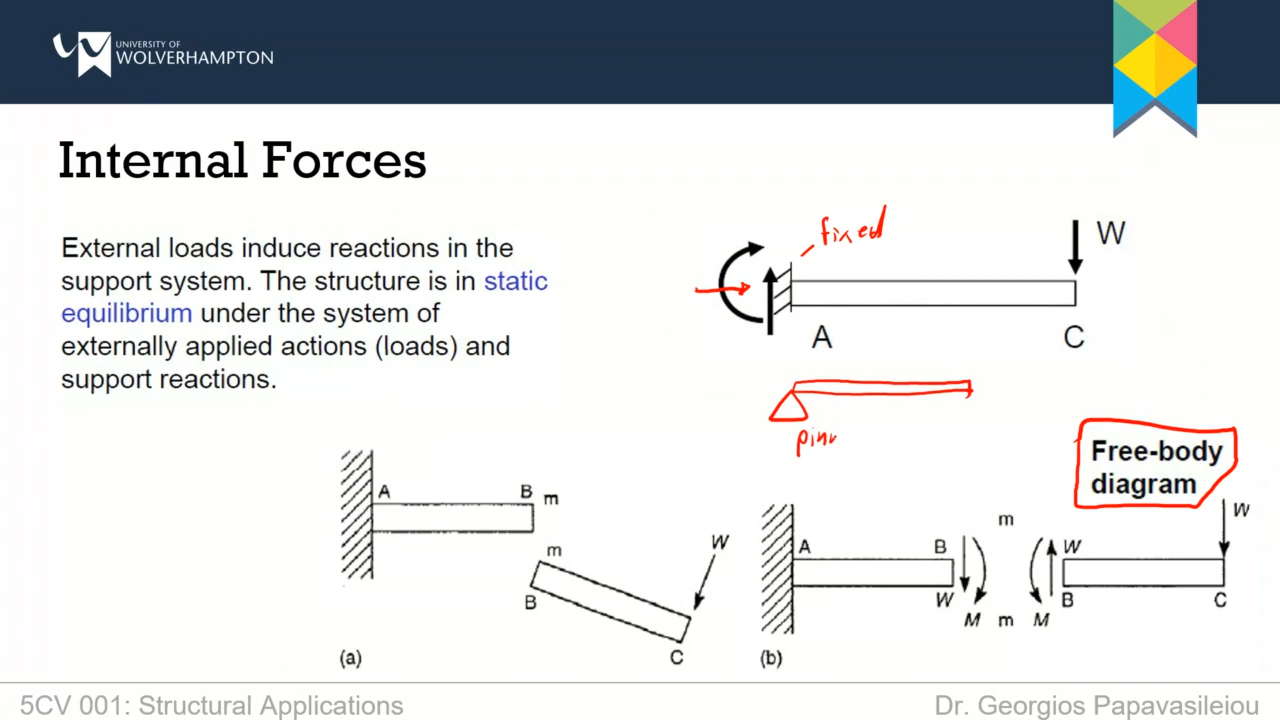 UNIVERSITY OF
WOLVERHAMPTON
Internal Forces
External loads induce reactions in the
support system. The structure is in static
equilibrium under the system of
externally applied actions (loads) and
support reactions.
fixed
W
A
C
pinn
Free-body
diagram
A
B
m
m
B
W
C
(a)
A
B
W
M
m
m
M
W
B
W
C
(b)
5CV 001: Structural Applications
Dr. Georgios Papavasileiou